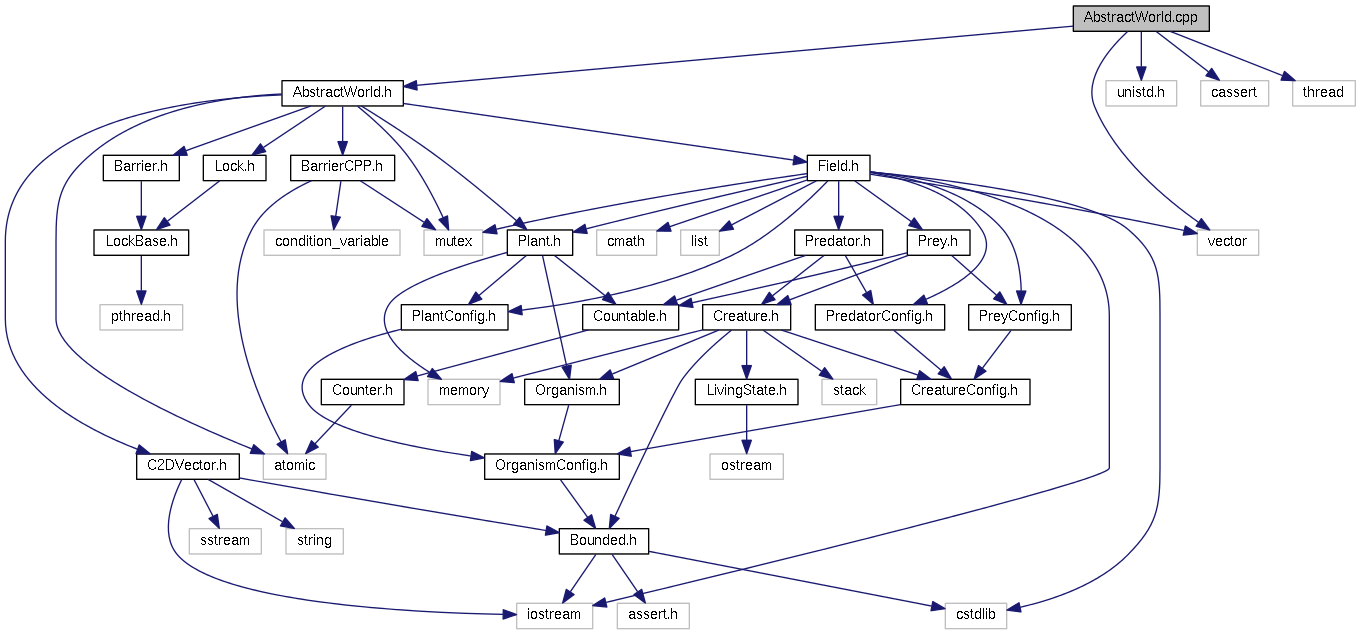 AbstractWorld.cpp
AbstractWorld.h
unistd.h
cassert
thread
Barrier.h
Lock.h
BarrierCPP.h
Field.h
LockBase.h
condition_variable
mutex
Plant.h
cmath
list
Predator.h
Prey.h
vector
pthread.h
PlantConfig.h
Countable.h
Creature.h
PredatorConfig.h
PreyConfig.h
Counter.h
memory
Organism.h
LivingState.h
stack
CreatureConfig.h
C2DVector.h
atomic
OrganismConfig.h
ostream
sstream
string
Bounded.h
iostream
assert.h
cstdlib